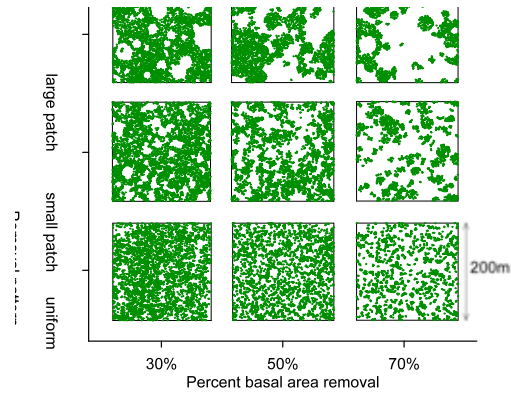 large patch
small patch
uniform
200m
30% 50% 70%
Percent basal area removal